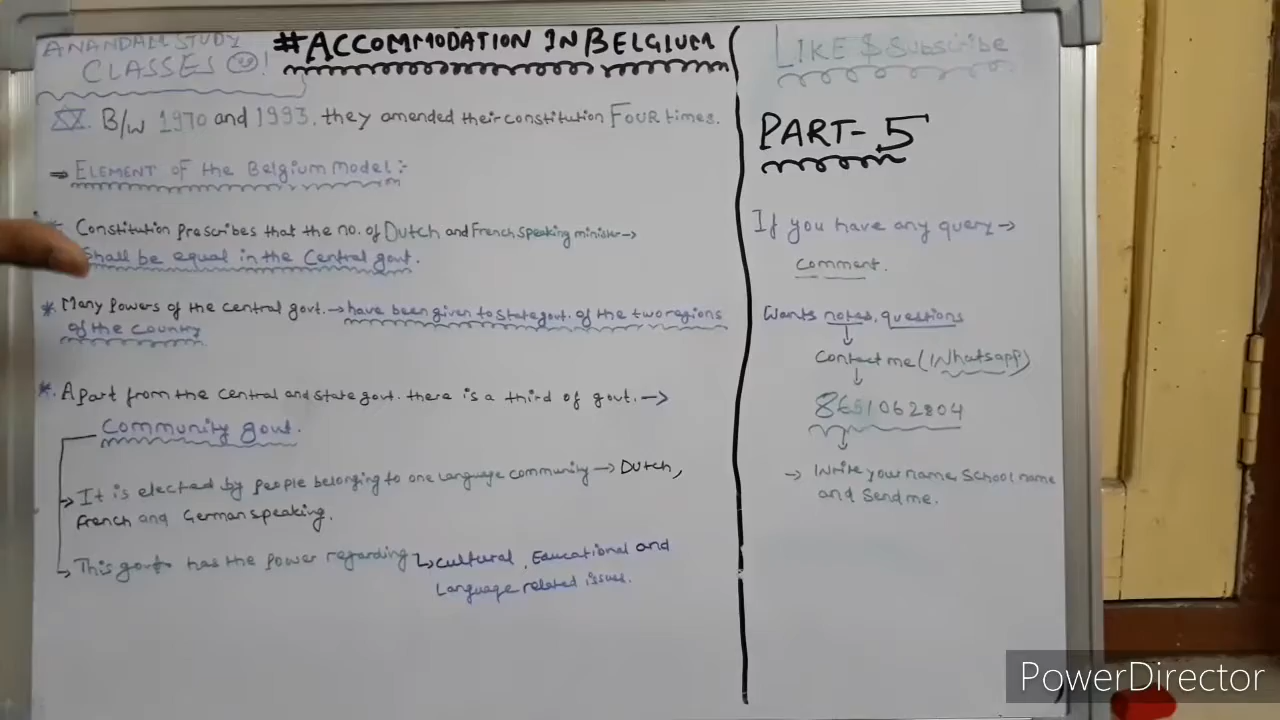 ANANDAM STUDY
CLASSES
#ACCOMMODATION IN BELGIUM
B/w 1970 and 1993, they amended their constitution FOUR times.
⇒ ELEMENT of the Belgium Model:-
* Constitution prescribes that the no. of Dutch and French speaking minister→
Shall be equal in the Central govt.
* Many Powers of the central govt.→have been given to state govt. of the two regions
of the country
* Apart from the central and state govt. there is a third of govt.→
Community govt.
→ It is elected by People belonging to one language community → Dutch,
French and German speaking.
→ This govt has the Power regarding ↳ cultural, Educational and
Language related issues.
LIKE & Subscribe
PART-5
If you have any query→
comment.
Wants notes, questions
↓
Contact me (Whatsapp)
↓
8651062804
↓
→ Write your name, School name
and Send me.
PowerDirector